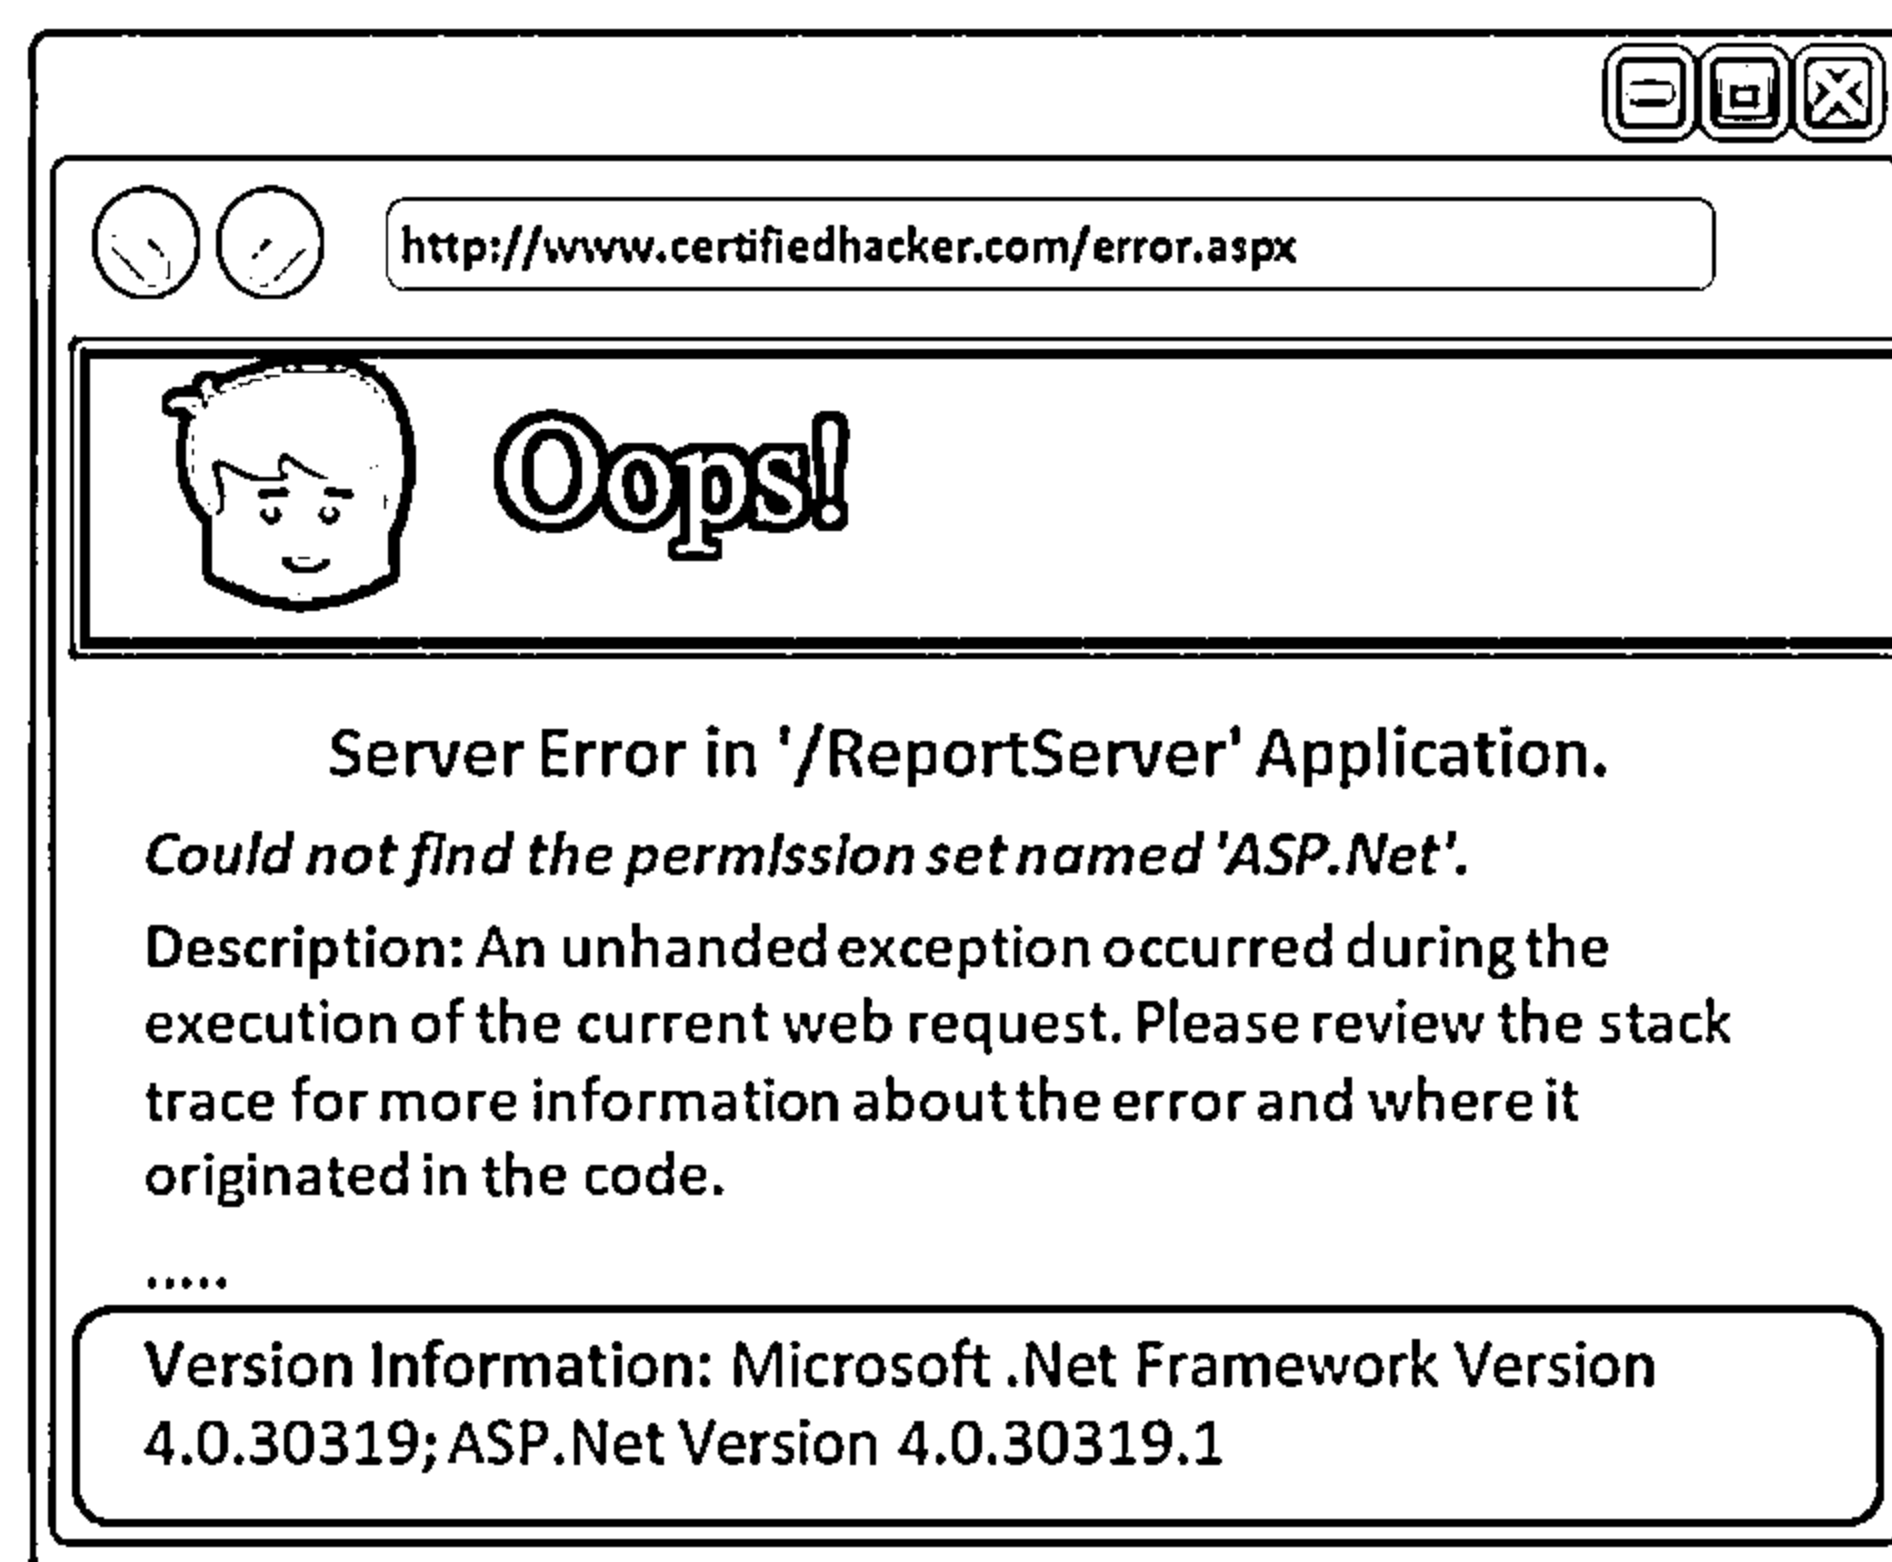 http://www.certifiedhacker.com/error.aspx
Oops!
Server Error in '/ReportServer' Application.
Could not find the permission set named 'ASP.Net'.
Description: An unhanded exception occurred during the
execution of the current web request. Please review the stack
trace for more information about the error and where it
originated in the code.
.....
Version Information: Microsoft .Net Framework Version
4.0.30319; ASP.Net Version 4.0.30319.1